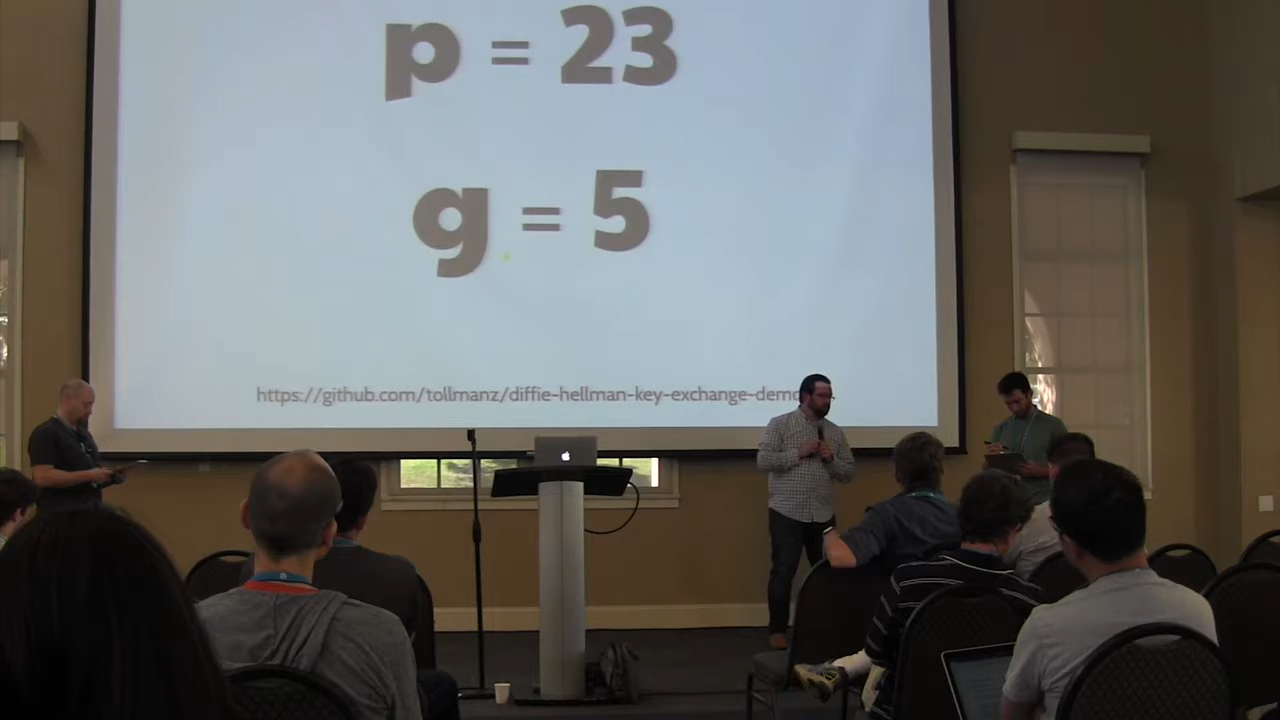 p = 23
g = 5
https://github.com/tollmanz/diffie-hellman-key-exchange-demo